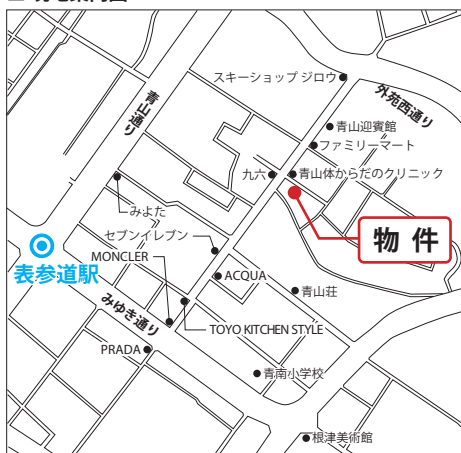 スキーショップ ジロウ
外苑西通り
青山通り
青山迎賓館
ファミリーマート
九六
青山体からだのクリニック
みよた
物件
セブンイレブン
表参道駅
MONCLER
ACQUA
青山荘
みゆき通り
TOYO KITCHEN STYLE
PRADA
青南小学校
根津美術館